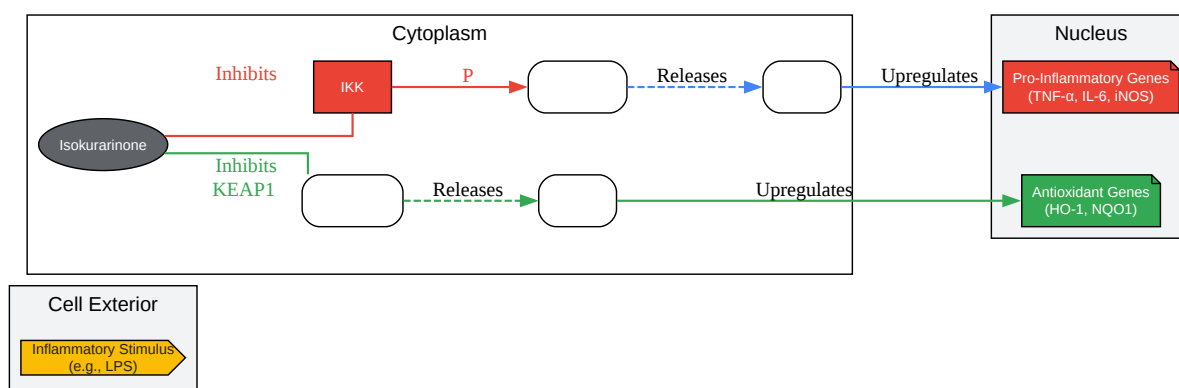 Cytoplasm
Nucleus
Inhibits
IKK
P
Releases
Upregulates
Pro-Inflammatory Genes
(TNF-α, IL-6, iNOS)
Isokurarinone
Inhibits
KEAP1
Releases
Upregulates
Antioxidant Genes
(HO-1, NQO1)
Cell Exterior
Inflammatory Stimulus
(e.g., LPS)